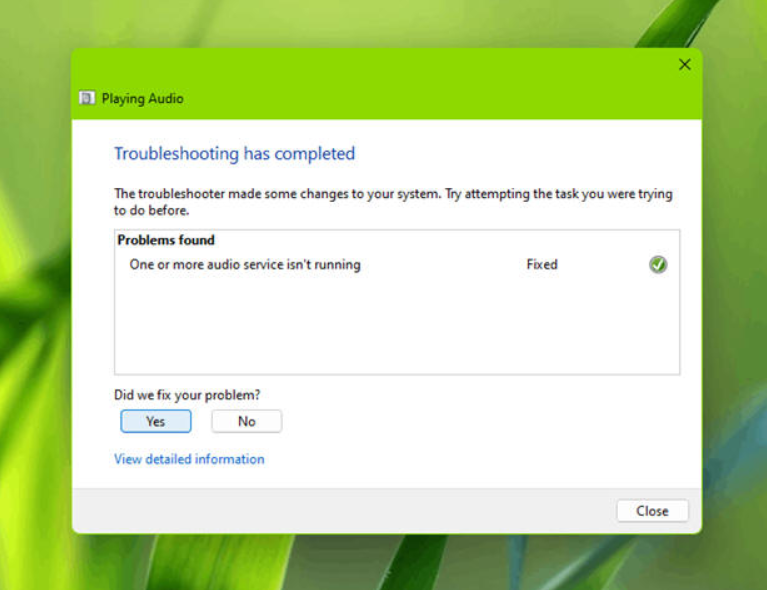 Playing Audio
Troubleshooting has completed
The troubleshooter made some changes to your system. Try attempting the task you were trying
to do before.
Problems found
One or more audio service isn't running Fixed
Did we fix your problem?
Yes No
View detailed information
Close